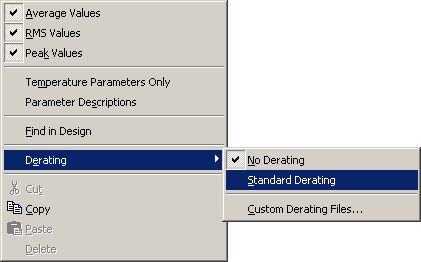 Average Values
RMS Values
Peak Values
Temperature Parameters Only
Parameter Descriptions
Find in Design
Derating
Cut
Copy
Paste
Delete
No Derating
Standard Derating
Custom Derating Files...